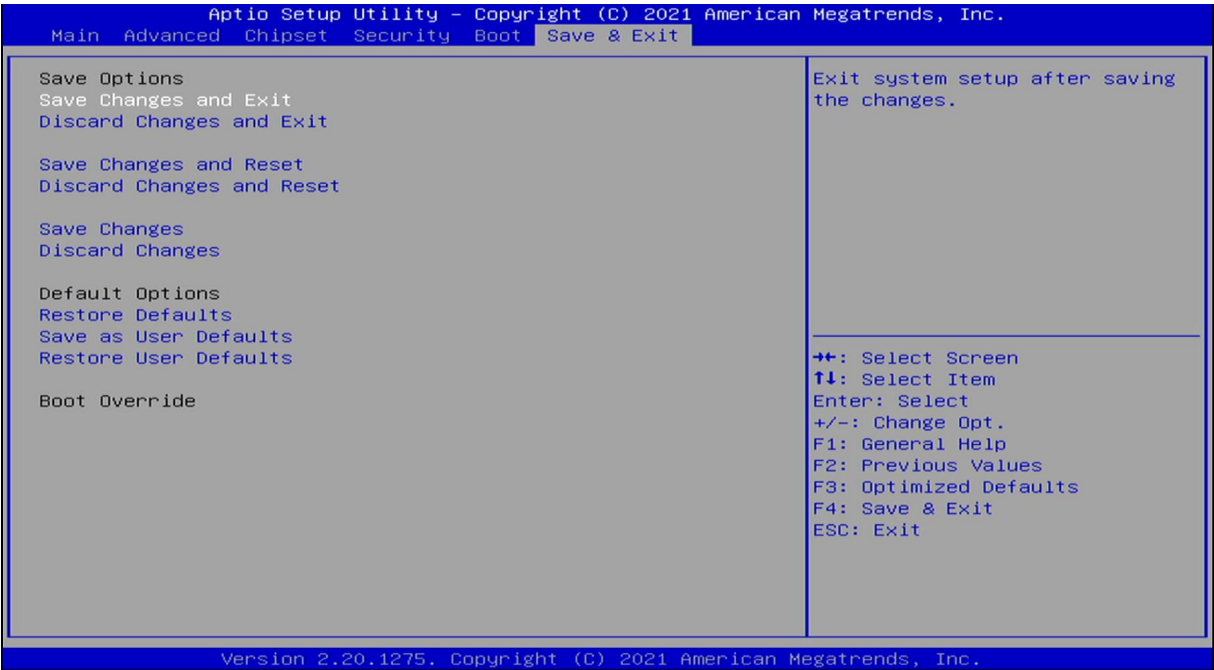 Aptio Setup Utility – Copyright (C) 2021 American Megatrends, Inc.
Main Advanced Chipset Security Boot Save & Exit
Save Options
Save Changes and Exit
Discard Changes and Exit
Save Changes and Reset
Discard Changes and Reset
Save Changes
Discard Changes
Default Options
Restore Defaults
Save as User Defaults
Restore User Defaults
Boot Override
Exit system setup after saving
the changes.
→←: Select Screen
↑↓: Select Item
Enter: Select
+/-: Change Opt.
F1: General Help
F2: Previous Values
F3: Optimized Defaults
F4: Save & Exit
ESC: Exit
Version 2.20.1275. Copyright (C) 2021 American Megatrends, Inc.